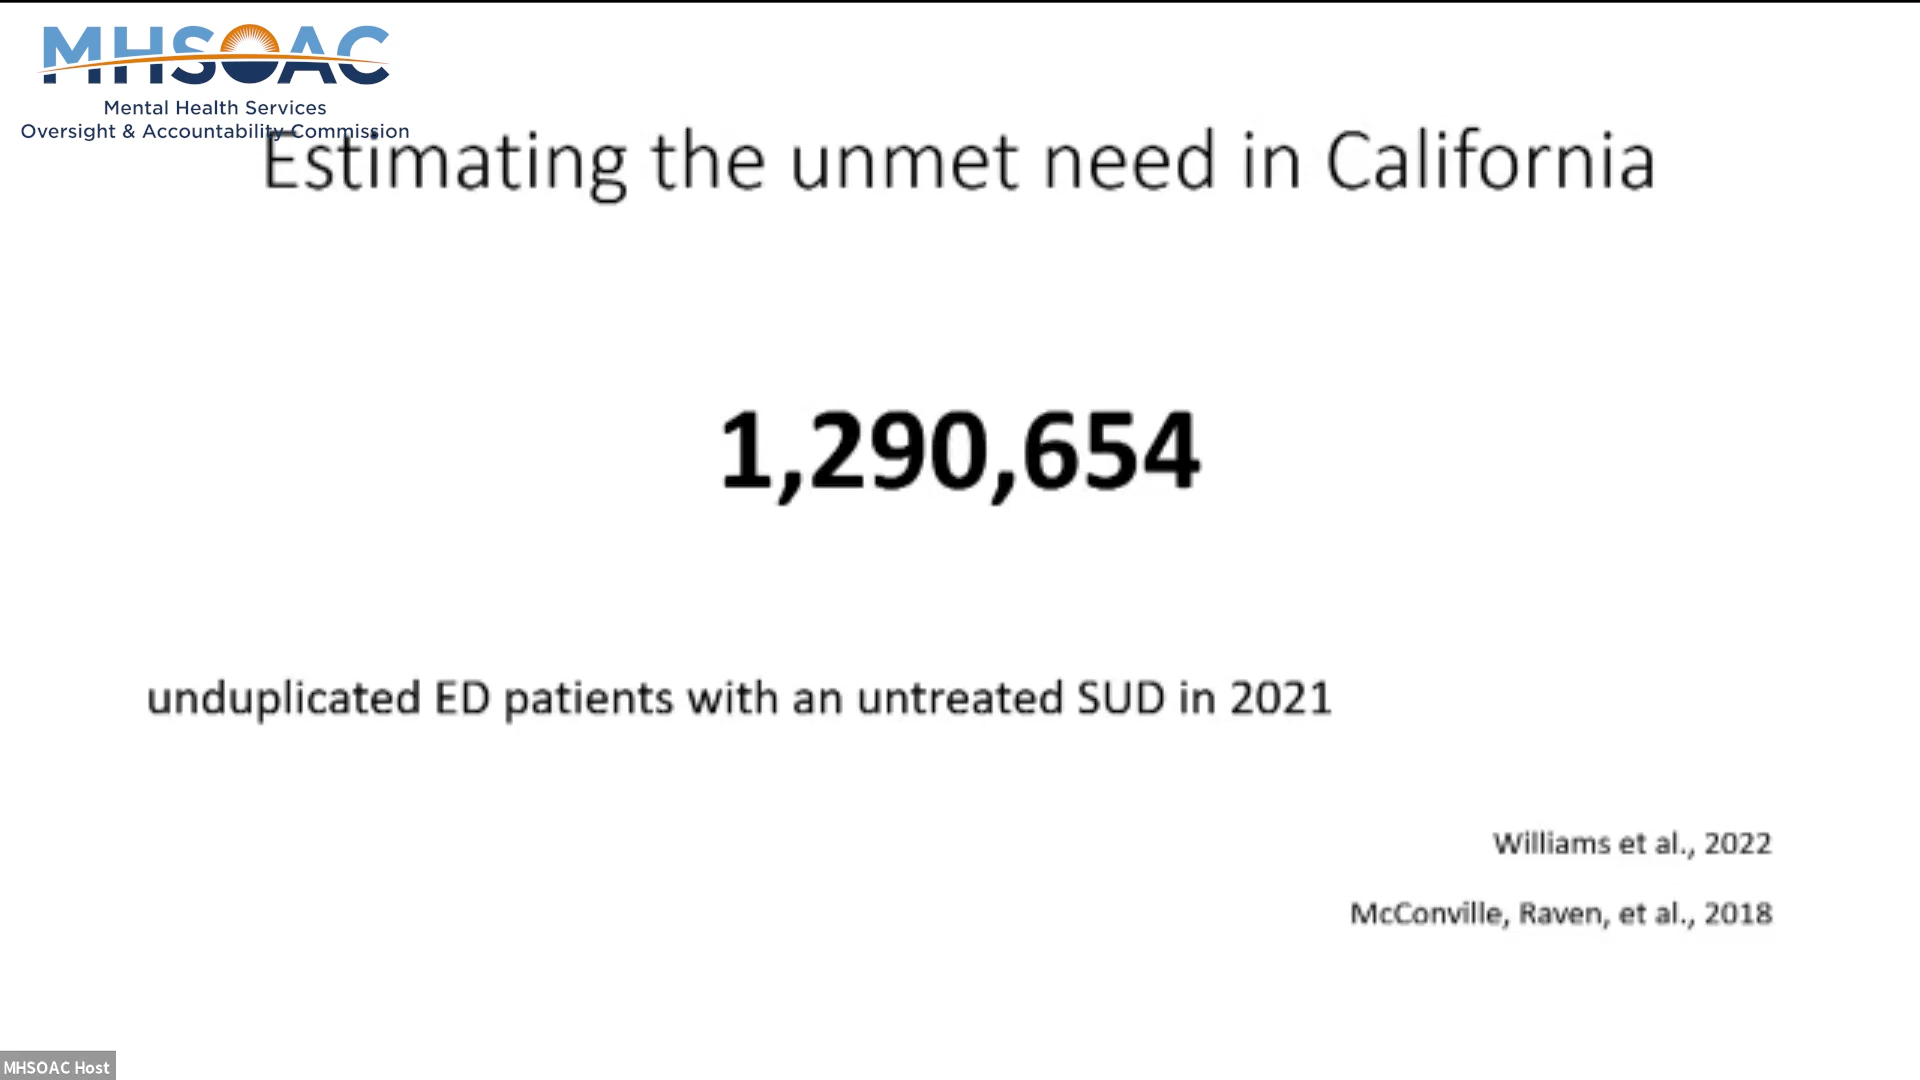 MHSOAC
Mental Health Services
Oversight & Accountability Commission
Estimating the unmet need in California
1,290,654
unduplicated ED patients with an untreated SUD in 2021
Williams et al., 2022
McConville, Raven, et al., 2018
MHSOAC Host